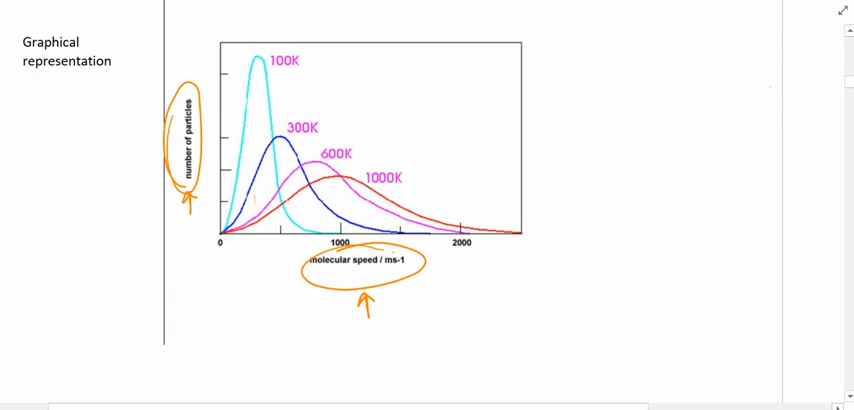 Graphical
representation
number of particles
100K
300K
600K
1000K
0
1000
2000
molecular speed / ms-1